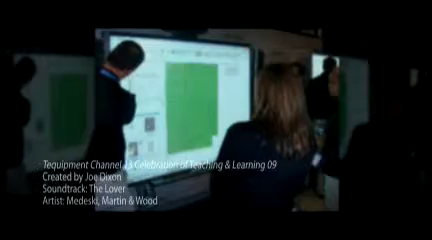 Tequipment Channel 13 Celebration of Teaching & Learning 09
Created by Joe Dixon
Soundtrack: The Lover
Artist: Medeski, Martin & Wood